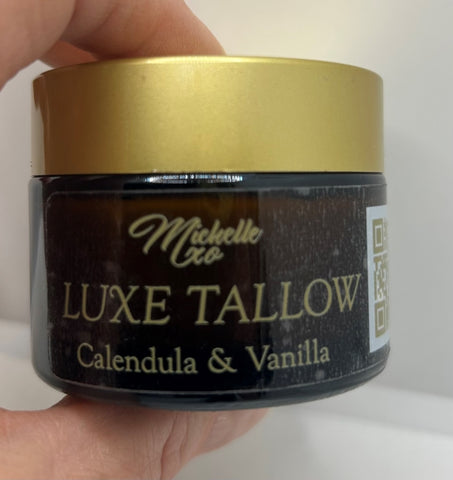 Michelle
xo
LUXE TALLOW
Calendula & Vanilla